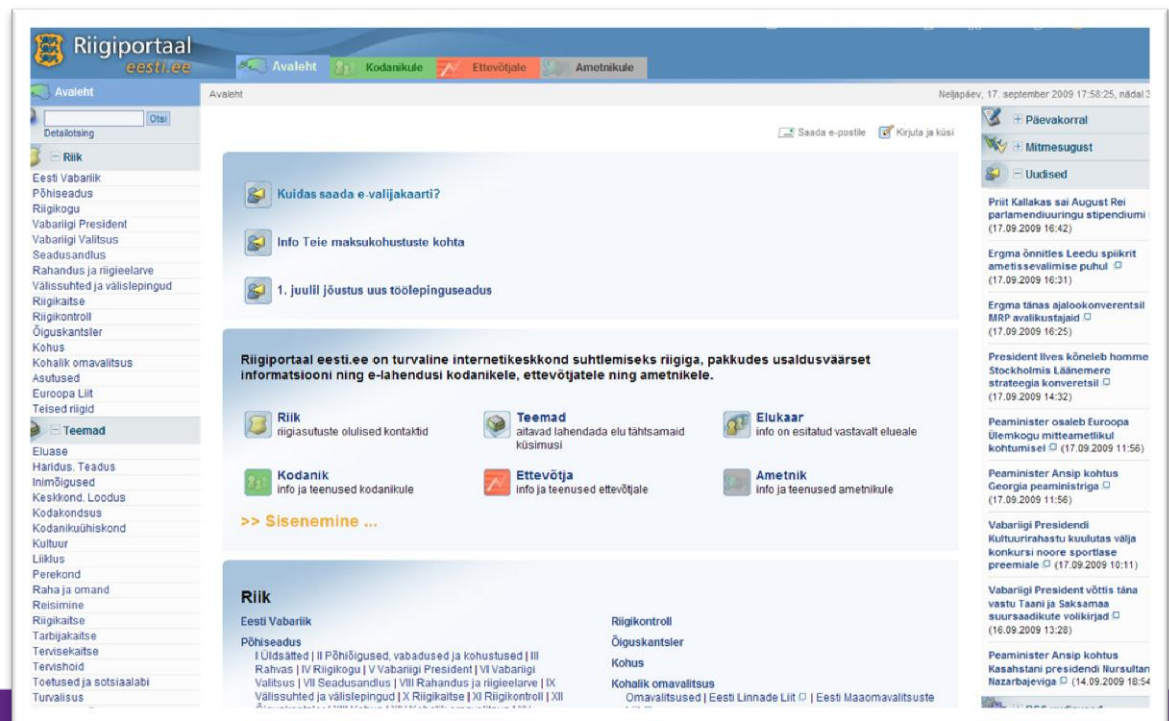 Riigiportaal
eesti.ee
Avaleht
Kodanikule
Ettevõtjale
Ametnikule
Avaleht
Avaleht
Neljapäev, 17. september 2009 17:58:25, nädal
Otsi
Detailotsing
Riik
Eesti Vabariik
Põhiseadus
Riigikogu
Vabariigi President
Vabariigi Valitsus
Seadusandlus
Rahandus ja riigieelarve
Välissuhted ja välislepingud
Riigikaitse
Riigikontroll
Õiguskantsler
Kohus
Kohalik omavalitsus
Asutused
Euroopa Liit
Teised riigid
Teemad
Eluase
Haridus. Teadus
Inimõigused
Keskkond. Loodus
Kodakondsus
Kodanikuühiskond
Kultuur
Liiklus
Perekond
Raha ja omand
Reisimine
Riigikaitse
Tarbijakaitse
Tervisekaitse
Tervishoid
Toetused ja sotsiaalabi
Turvalisus
Saada e-postile
Kirjuta ja küsi
Kuidas saada e-valijakaarti?
Info Teie maksukohustuste kohta
1. juulil jõustus uus töölepinguseadus
Riigiportaal eesti.ee on turvaline internetikeskkond suhtlemiseks riigiga, pakkudes usaldusväärset
informatsiooni ning e-lahendusi kodanikele, ettevõtjatele ning ametnikele.
Riik
riigiasutuste olulised kontaktid
Teemad
aitavad lahendada elu tähtsamaid
küsimusi
Elukaar
info on esitatud vastavalt elueale
Kodanik
info ja teenused kodanikule
Ettevõtja
info ja teenused ettevõtjale
Ametnik
info ja teenused ametnikule
>> Sisenemine ...
Riik
Eesti Vabariik
Põhiseadus
I Üldsätted | II Põhiõigused, vabadused ja kohustused | III
Rahvas | IV Riigikogu | V Vabariigi President | VI Vabariigi
Valitsus | VII Seadusandlus | VIII Rahandus ja riigieelarve | IX
Välissuhted ja välislepingud | X Riigikaitse | XI Riigikontroll | XII
Riigikontroll
Õiguskantsler
Kohus
Kohalik omavalitsus
Omavalitsused | Eesti Linnade Liit | Eesti Maaomavalitsuste
Päevakorral
Mitmesugust
Uudised
Priit Kallakas sai August Rei
parlamendiuuringu stipendiumi
(17.09.2009 16:42)
Ergma õnnitles Leedu spiikrit
ametissevalimise puhul
(17.09.2009 16:31)
Ergma tänas ajalookonverentsil
MRP avalikustajaid
(17.09.2009 16:25)
President Ilves kõneleb homme
Stockholmis Läänemere
strateegia konveretsil
(17.09.2009 14:32)
Peaminister osaleb Euroopa
Ülemkogu mitteametlikul
kohtumisel (17.09.2009 11:56)
Peaminister Ansip kohtus
Georgia peaministriga
(17.09.2009 11:56)
Vabariigi Presidendi
Kultuurirahastu kuulutas välja
konkursi noore sportlase
preemiale (17.09.2009 10:11)
Vabariigi President võttis täna
vastu Taani ja Saksamaa
suursaadikute volikirjad
(16.09.2009 13:28)
Peaminister Ansip kohtus
Kasahstani presidendi Nursultan
Nazarbajeviga (14.09.2009 18:54